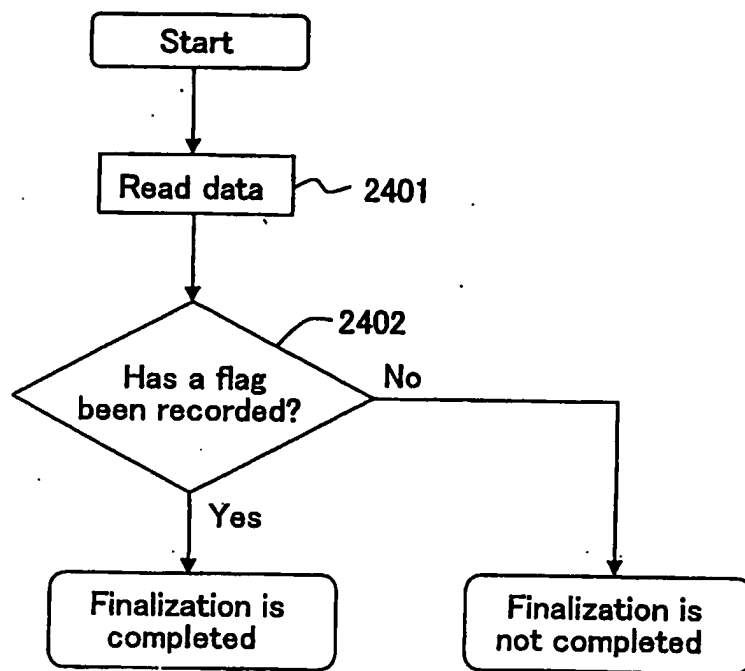 Start
Read data
2401
2402
Has a flag
been recorded?
No
Yes
Finalization is
completed
Finalization is
not completed